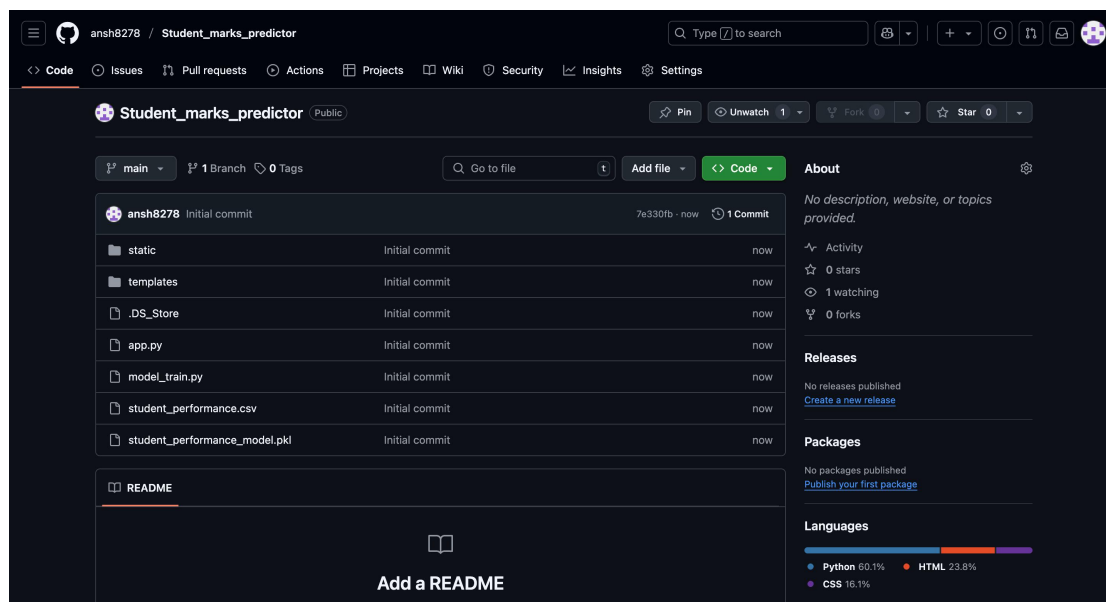 ansh8278 / Student_marks_predictor
Type / to search
<> Code
Issues
Pull requests
Actions
Projects
Wiki
Security
Insights
Settings
Student_marks_predictor Public
Pin
Unwatch 1
Fork 0
Star 0
main
1 Branch
0 Tags
Go to file t
Add file
<> Code
ansh8278 Initial commit 7e330fb · now 1 Commit
static Initial commit now
templates Initial commit now
.DS_Store Initial commit now
app.py Initial commit now
model_train.py Initial commit now
student_performance.csv Initial commit now
student_performance_model.pkl Initial commit now
README
Add a README
About
No description, website, or topics
provided.
Activity
0 stars
1 watching
0 forks
Releases
No releases published
Create a new release
Packages
No packages published
Publish your first package
Languages
Python 60.1% HTML 23.8%
CSS 16.1%